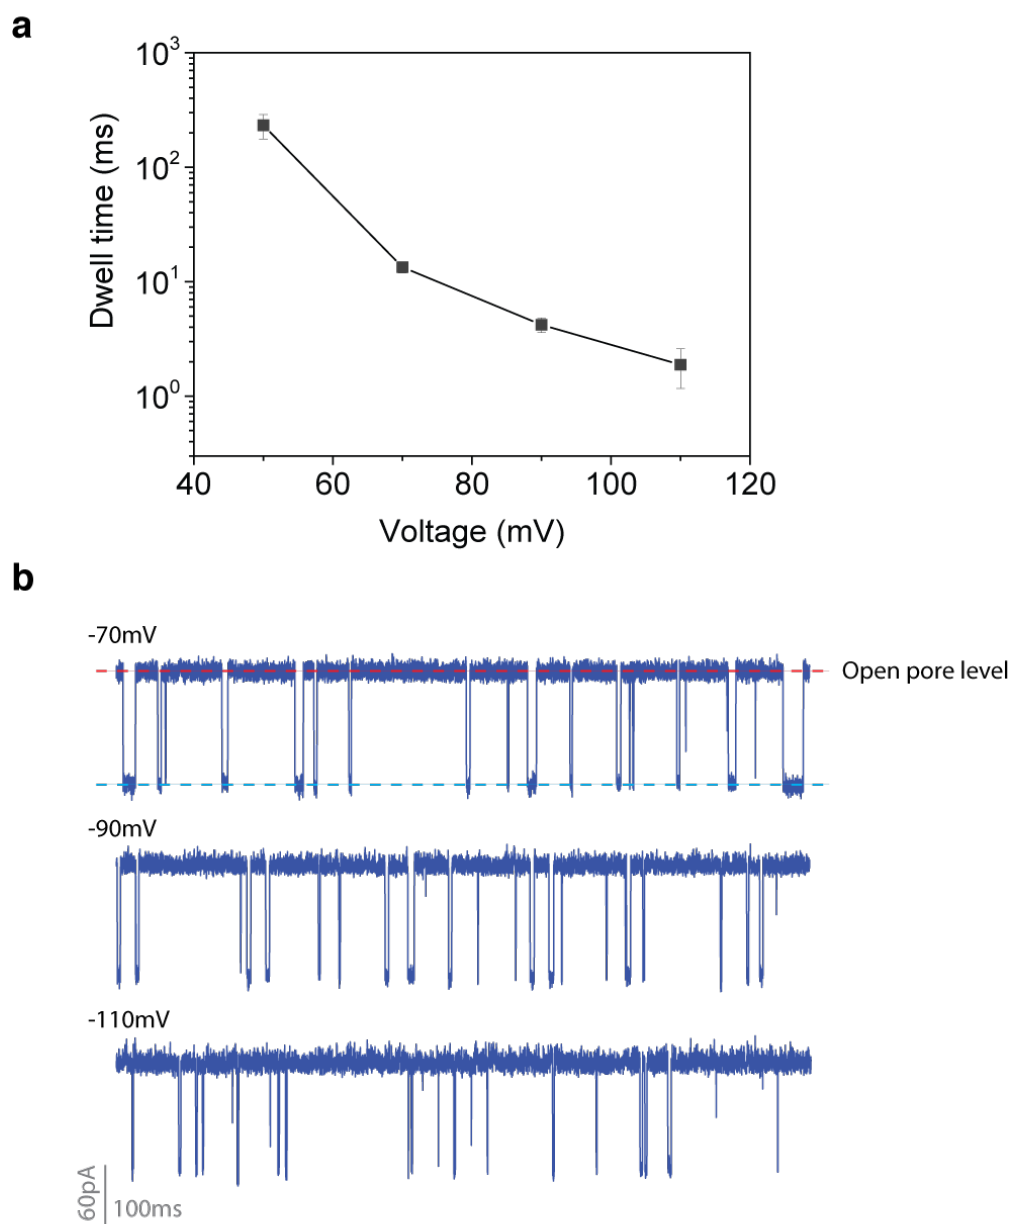 a
10³
10²
10¹
10⁰
Dwell time (ms)
40 60 80 100 120
Voltage (mV)
b
-70mV
Open pore level
-90mV
-110mV
60pA
100ms